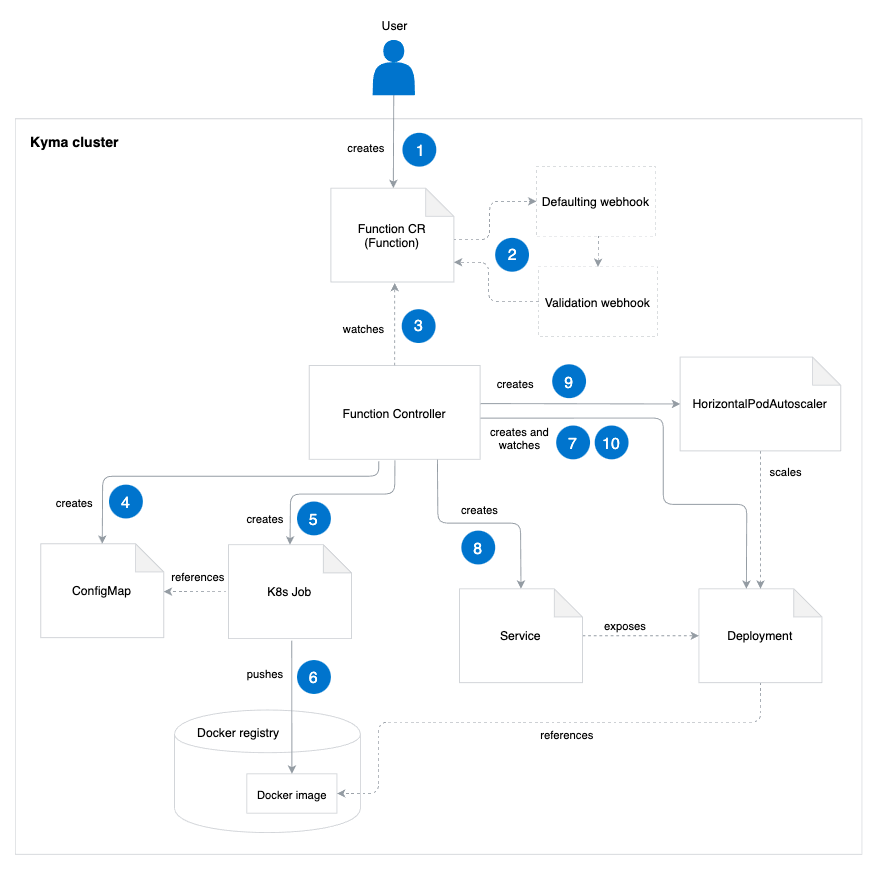 User
Kyma cluster
creates
1
Function CR
(Function)
Defaulting webhook
2
Validation webhook
watches
3
Function Controller
creates
9
HorizontalPodAutoscaler
creates and
watches
7
10
scales
creates
4
creates
5
creates
8
ConfigMap
references
K8s Job
Service
exposes
Deployment
pushes
6
Docker registry
references
Docker image